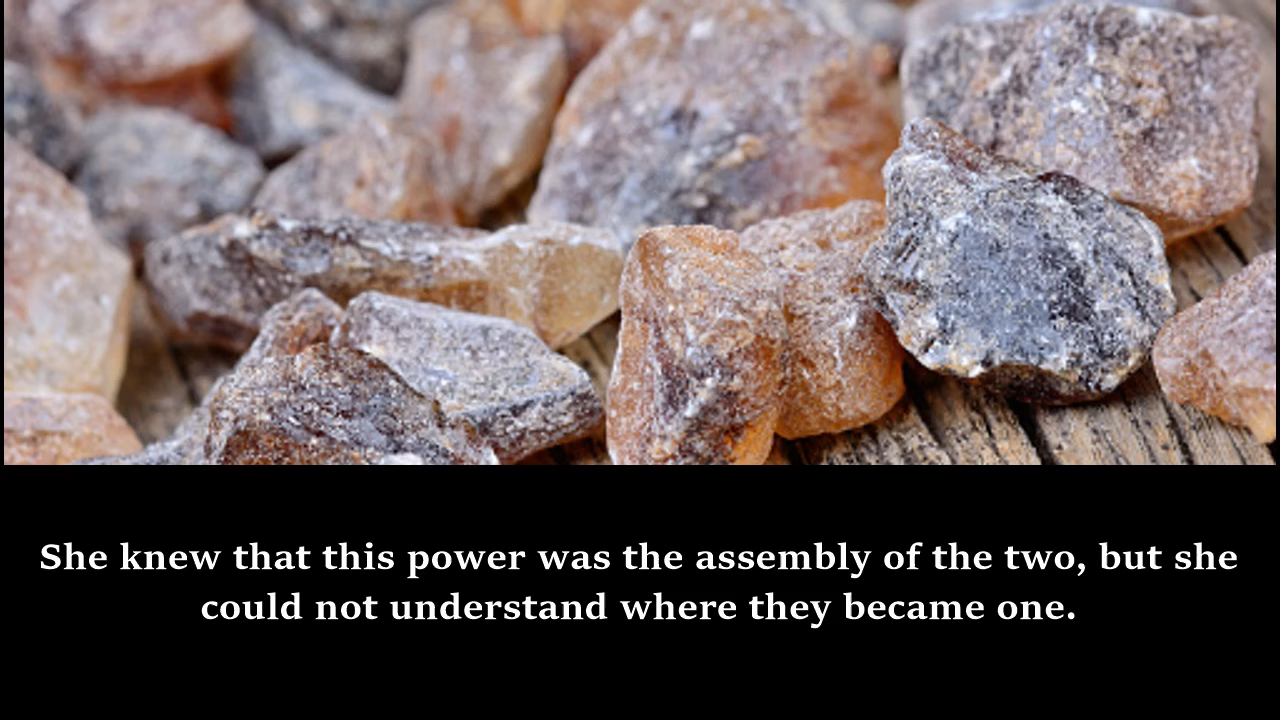 She knew that this power was the assembly of the two, but she
could not understand where they became one.